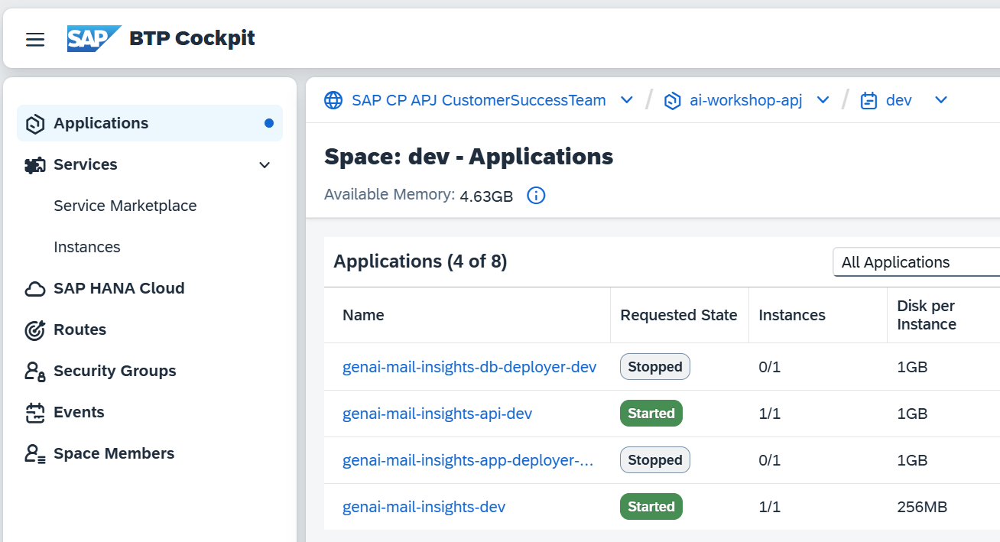 SAP BTP Cockpit
Applications
Services
Service Marketplace
Instances
SAP HANA Cloud
Routes
Security Groups
Events
Space Members
SAP CP APJ CustomerSuccessTeam / ai-workshop-apj / dev
Space: dev - Applications
Available Memory: 4.63GB
Applications (4 of 8)
All Applications
Name Requested State Instances Disk per
Instance
genai-mail-insights-db-deployer-dev Stopped 0/1 1GB
genai-mail-insights-api-dev Started 1/1 1GB
genai-mail-insights-app-deployer-... Stopped 0/1 1GB
genai-mail-insights-dev Started 1/1 256MB